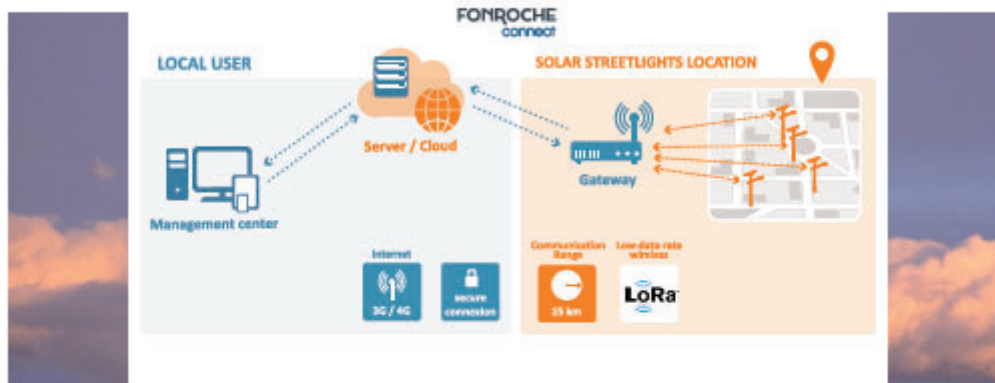 FONROCHE
connect
LOCAL USER
SOLAR STREETLIGHTS LOCATION
Server / Cloud
Gateway
Management center
Internet
3G / 4G
secure
connexion
Communication
Range
15 km
Low-data-rate
wireless
LoRa